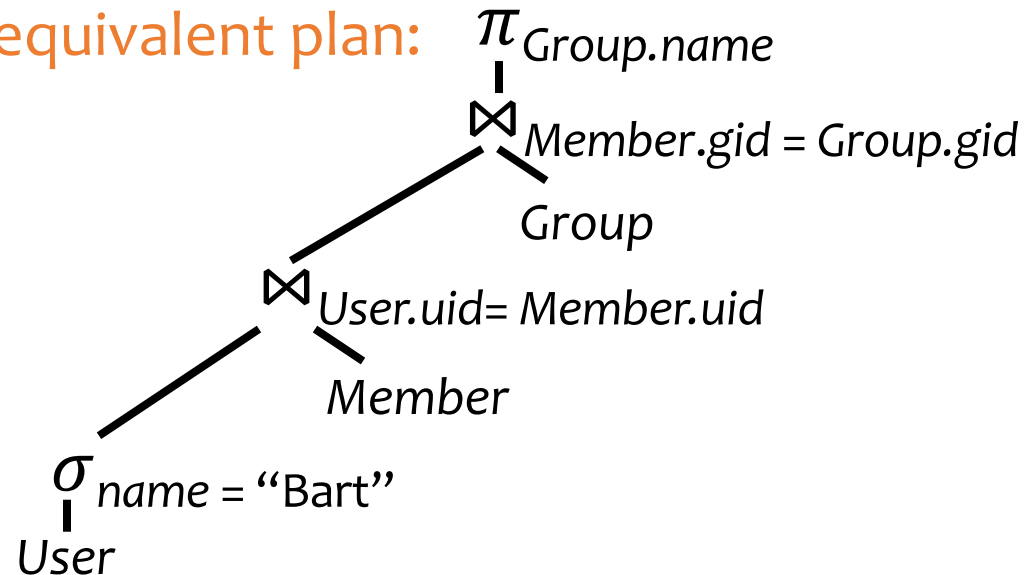 equivalent plan:
π Group.name
⋈ Member.gid = Group.gid
Group
⋈ User.uid= Member.uid
Member
σ name = “Bart”
User